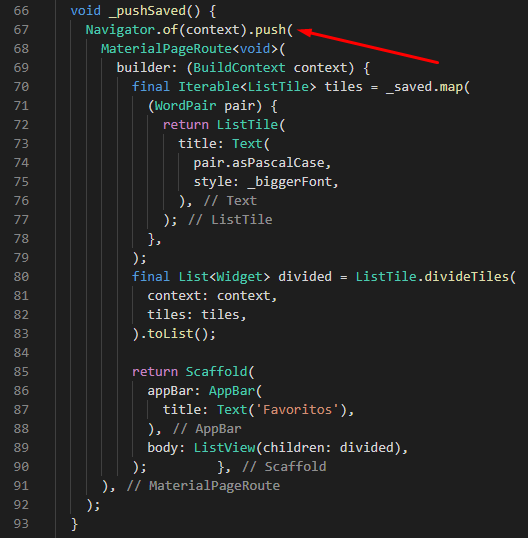 66 void _pushSaved() {
67 Navigator.of(context).push(
68 MaterialPageRoute<void>(
69 builder: (BuildContext context) {
70 final Iterable<ListTile> tiles = _saved.map(
71 (WordPair pair) {
72 return ListTile(
73 title: Text(
74 pair.asPascalCase,
75 style: _biggerFont,
76 ), // Text
77 ); // ListTile
78 },
79 );
80 final List<Widget> divided = ListTile.divideTiles(
81 context: context,
82 tiles: tiles,
83 ).toList();
84
85 return Scaffold(
86 appBar: AppBar(
87 title: Text('Favoritos'),
88 ), // AppBar
89 body: ListView(children: divided),
90 ); }, // Scaffold
91 ), // MaterialPageRoute
92 );
93 }